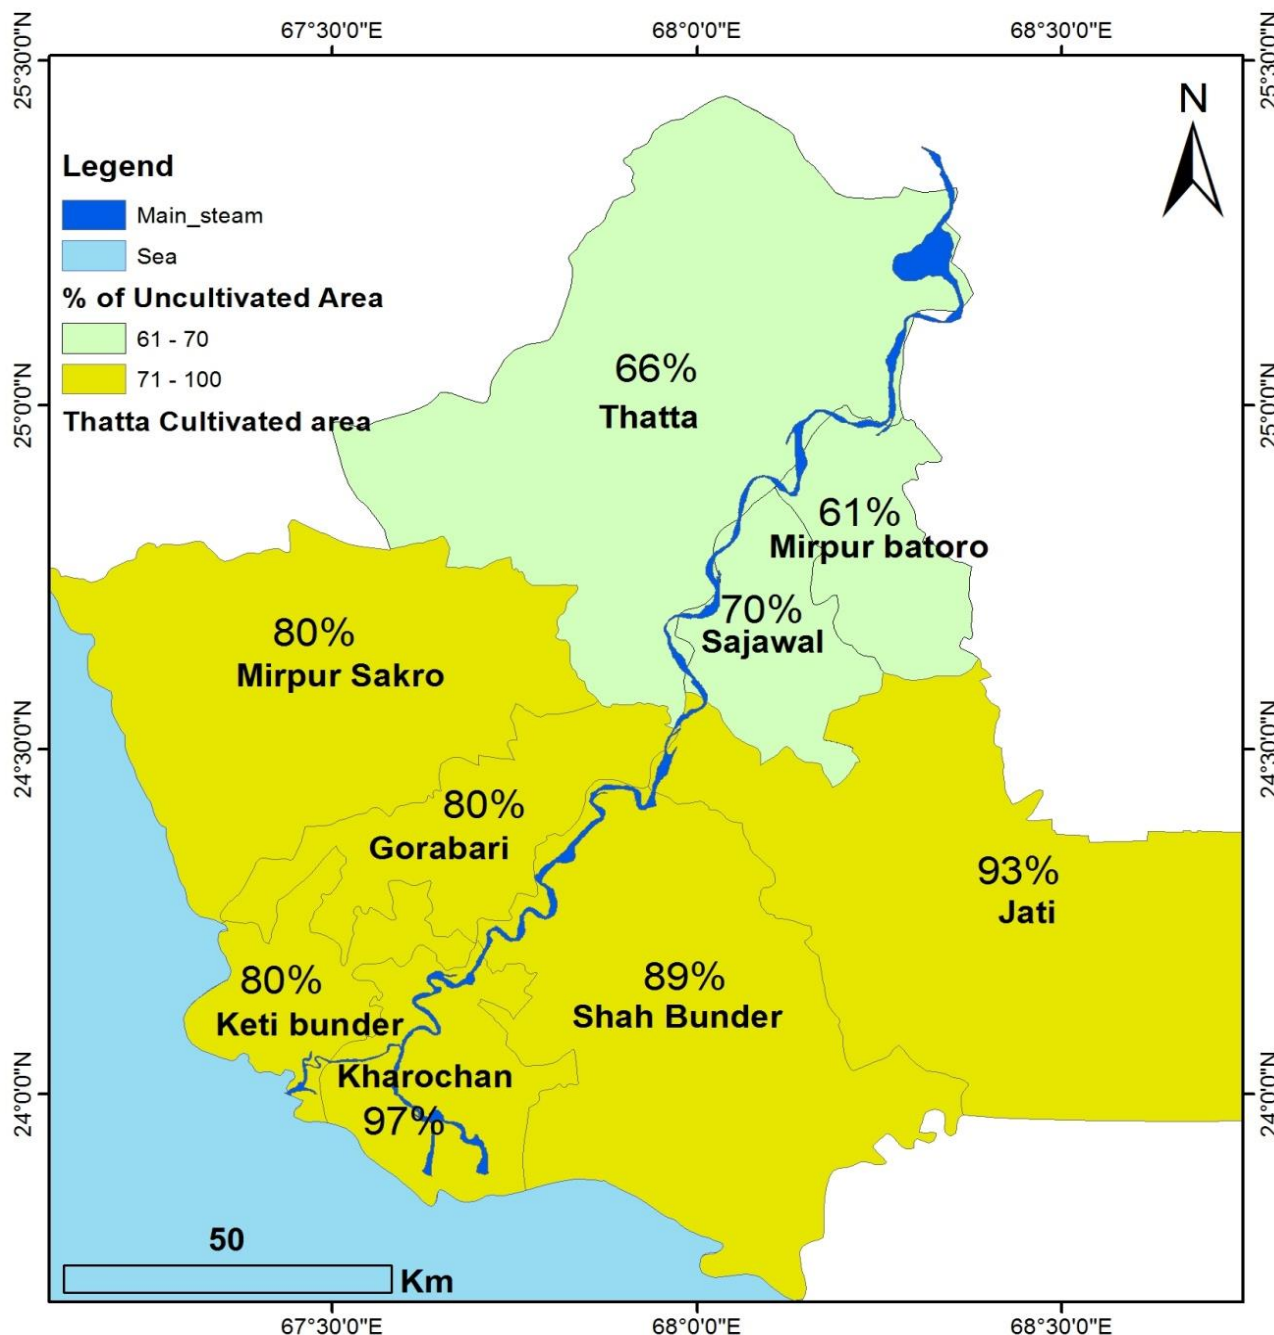 67°30'0"E
68°0'0"E
68°30'0"E
25°30'0"N
25°30'0"N
N
Legend
Main_steam
Sea
% of Uncultivated Area
61 - 70
71 - 100
Thatta Cultivated area
66%
Thatta
25°0'0"N
25°0'0"N
61%
Mirpur batoro
70%
Sajawal
80%
Mirpur Sakro
24°30'0"N
24°30'0"N
80%
Gorabari
93%
Jati
80%
Keti bunder
89%
Shah Bunder
Kharochan
97%
24°0'0"N
24°0'0"N
50
Km
67°30'0"E
68°0'0"E
68°30'0"E